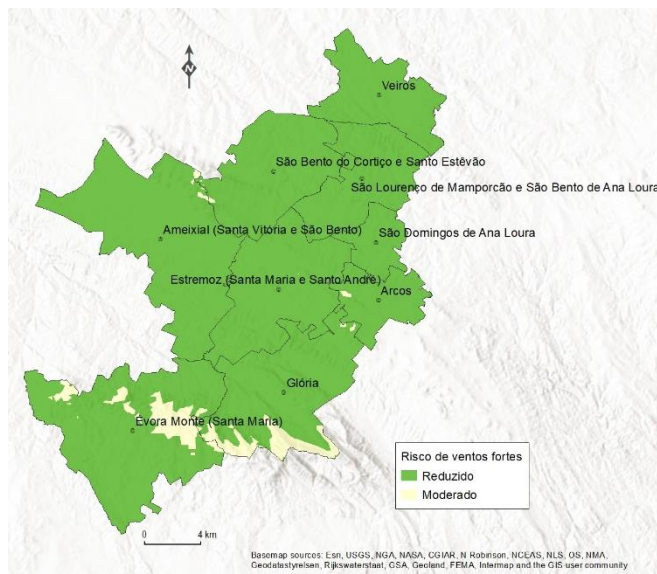 N
Veiros
São Bento do Cortiço e Santo Estêvão
São Lourenço de Mamporcão e São Bento de Ana Loura
Ameixial (Santa Vitória e São Bento)
São Domingos de Ana Loura
Estremoz (Santa Maria e Santo André)
Arcos
Glória
Évora Monte (Santa Maria)
Risco de ventos fortes
Reduzido
Moderado
0 4 km
Basemap sources: Esri, USGS, NGA, NASA, CGIAR, N Robinson, NCEAS, NLS, OS, NMA,
Geodatastyrelsen, Rijkswaterstaat, GSA, Geoland, FEMA, Intermap and the GIS user community